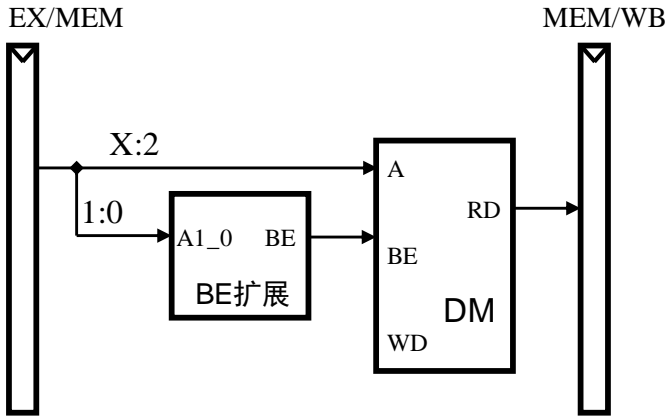 EX/MEM
MEM/WB
X:2
A
1:0
RD
A1_0
BE
BE
BE扩展
DM
WD